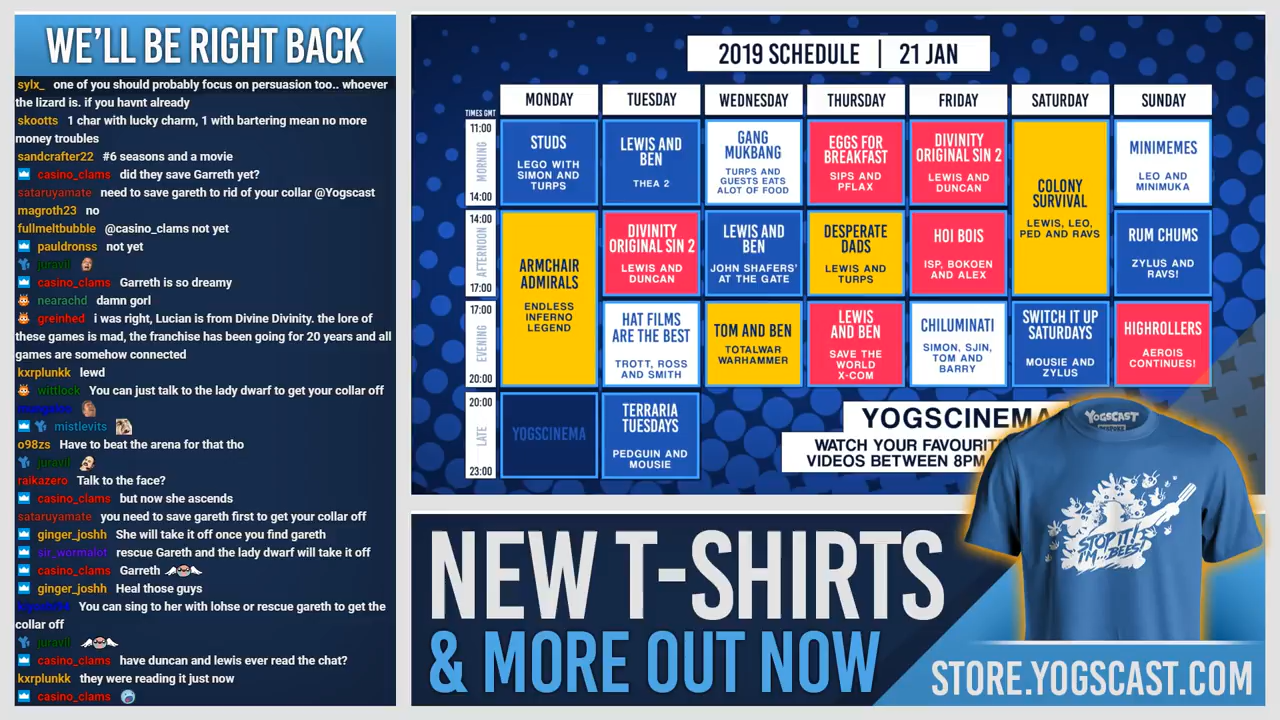 WE'LL BE RIGHT BACK
sylx_ one of you should probably focus on persuasion too.. whoever
the lizard is. if you havnt already
skootts 1 char with lucky charm, 1 with bartering mean no more
money troubles
sandcrafter22 #6 seasons and a movie
casino_clams did they save Garreth yet?
sataruyamate need to save gareth to rid of your collar @Yogscast
magroth23 no
fullmeltbubble @casino_clams not yet
pauldronss not yet
juravil
casino_clams Garreth is so dreamy
nearachd damn gorl
greinhed i was right, Lucian is from Divine Divinity. the lore of
these games is mad, the franchise has been going for 20 years and all
games are somehow connected
kxrplunkk lewd
wittlock You can just talk to the lady dwarf to get your collar off
mistlevits
o98zs Have to beat the arena for that tho
juravil
raikazero Talk to the face?
casino_clams but now she ascends
sataruyamate you need to save gareth first to get your collar off
ginger_joshh She will take it off once you find gareth
sir_wormalot rescue Gareth and the lady dwarf will take it off
casino_clams Garreth
ginger_joshh Heal those guys
You can sing to her with lohse or rescue gareth to get the
collar off
juravil
casino_clams have duncan and lewis ever read the chat?
kxrplunkk they were reading it just now
casino_clams
2019 SCHEDULE | 21 JAN
TIMES GMT
MONDAY
TUESDAY
WEDNESDAY
THURSDAY
FRIDAY
SATURDAY
SUNDAY
11:00
MORNING
14:00
STUDS
LEGO WITH
SIMON AND
TURPS
LEWIS AND
BEN
THEA 2
GANG
MUKBANG
TURPS AND
GUESTS EATS
ALOT OF FOOD
EGGS FOR
BREAKFAST
SIPS AND
PFLAX
DIVINITY
ORIGINAL SIN 2
LEWIS AND
DUNCAN
COLONY
SURVIVAL
LEWIS, LEO,
PED AND RAVS
MINIMEMES
LEO AND
MINIMUKA
14:00
AFTERNOON
17:00
ARMCHAIR
ADMIRALS
ENDLESS
INFERNO
LEGEND
DIVINITY
ORIGINAL SIN 2
LEWIS AND
DUNCAN
LEWIS AND
BEN
JOHN SHAFERS'
AT THE GATE
DESPERATE
DADS
LEWIS AND
TURPS
HOI BOIS
ISP, BOKOEN
AND ALEX
RUM CHUMS
ZYLUS AND
RAVS!
17:00
EVENING
20:00
HAT FILMS
ARE THE BEST
TROTT, ROSS
AND SMITH
TOM AND BEN
TOTALWAR
WARHAMMER
LEWIS
AND BEN
SAVE THE
WORLD
X-COM
CHILUMINATI
SIMON, SJIN,
TOM AND
BARRY
SWITCH IT UP
SATURDAYS
MOUSIE AND
ZYLUS
HIGHROLLERS
AEROIS
CONTINUES!
20:00
LATE
23:00
YOGSCINEMA
TERRARIA
TUESDAYS
PEDGUIN AND
MOUSIE
YOGSCINEMA
WATCH YOUR FAVOURIT
VIDEOS BETWEEN 8PM
YOGSCAST
STOP IT!
I'M... BEES!
NEW T-SHIRTS
& MORE OUT NOW
STORE.YOGSCAST.COM